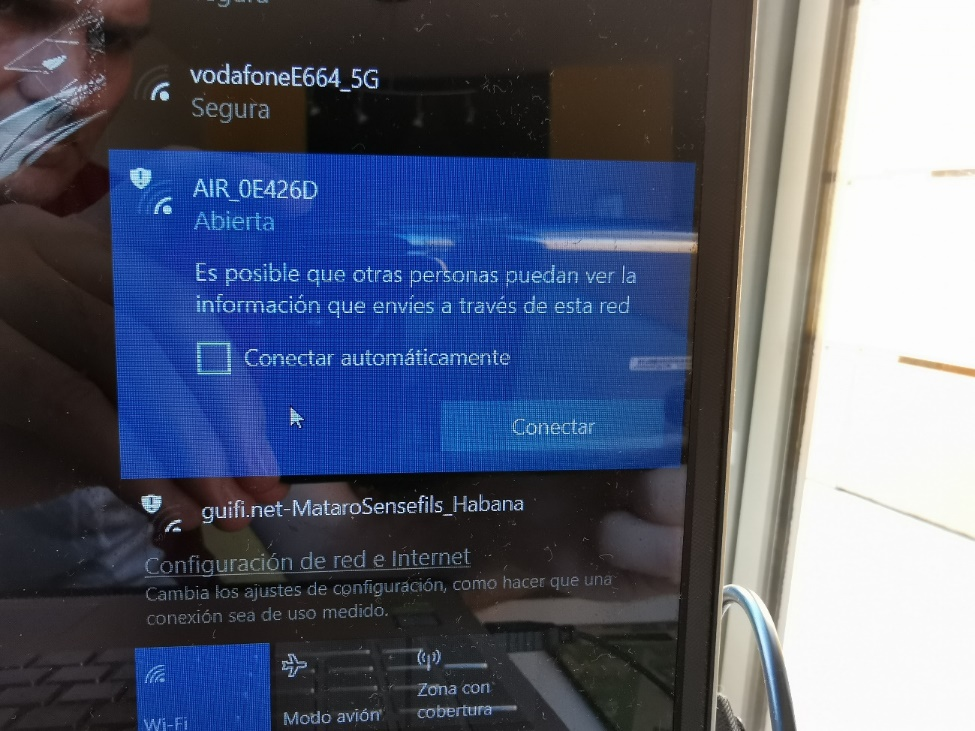 Segura
vodafoneE664_5G
Segura
AIR_0E426D
Abierta
Es posible que otras personas puedan ver la
información que envíes a través de esta red
Conectar automáticamente
Conectar
guifi.net-MataroSensefils_Habana
Configuración de red e Internet
Cambia los ajustes de configuración, como hacer que una
conexión sea de uso medido.
Wi-Fi
Modo avión
Zona con
cobertura